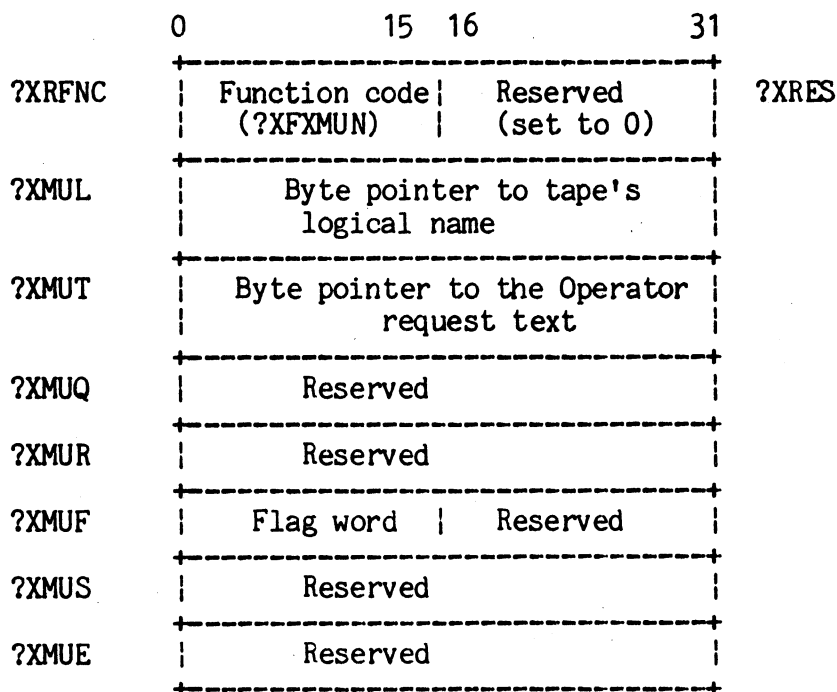 0 15 16 31
?XRFNC Function code Reserved ?XRES
(?XFXMUN) (set to 0)
?XMUL Byte pointer to tape's
logical name
?XMUT Byte pointer to the Operator
request text
?XMUQ Reserved
?XMUR Reserved
?XMUF Flag word Reserved
?XMUS Reserved
?XMUE Reserved